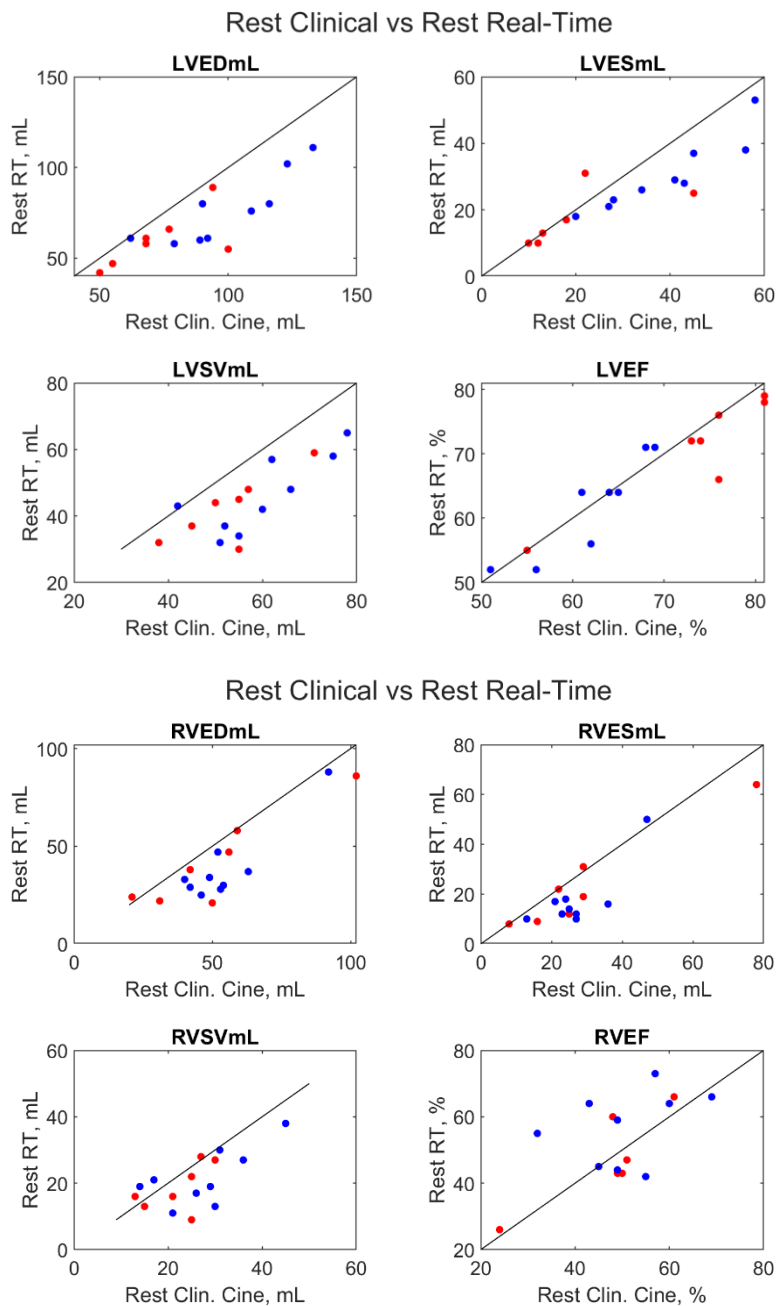 Rest Clinical vs Rest Real-Time
LVEDmL
150
100
50
Rest RT, mL
50
100
150
Rest Clin. Cine, mL
LVESmL
60
40
20
0
Rest RT, mL
0
20
40
60
Rest Clin. Cine, mL
LVSVmL
80
60
40
20
Rest RT, mL
20
40
60
80
Rest Clin. Cine, mL
LVEF
80
70
60
50
Rest RT, %
50
60
70
80
Rest Clin. Cine, %
Rest Clinical vs Rest Real-Time
RVEDmL
100
50
0
Rest RT, mL
50
100
Rest Clin. Cine, mL
RVESmL
80
60
40
20
0
Rest RT, mL
0
20
40
60
80
Rest Clin. Cine, mL
RVSVmL
60
40
20
0
Rest RT, mL
0
20
40
60
Rest Clin. Cine, mL
RVEF
80
60
40
20
Rest RT, %
20
40
60
80
Rest Clin. Cine, %